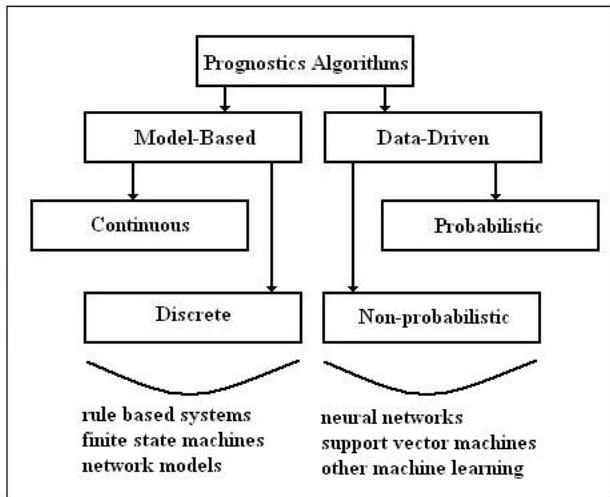 Prognostics Algorithms
Model-Based
Data-Driven
Continuous
Probabilistic
Discrete
Non-probabilistic
rule based systems
finite state machines
network models
neural networks
support vector machines
other machine learning